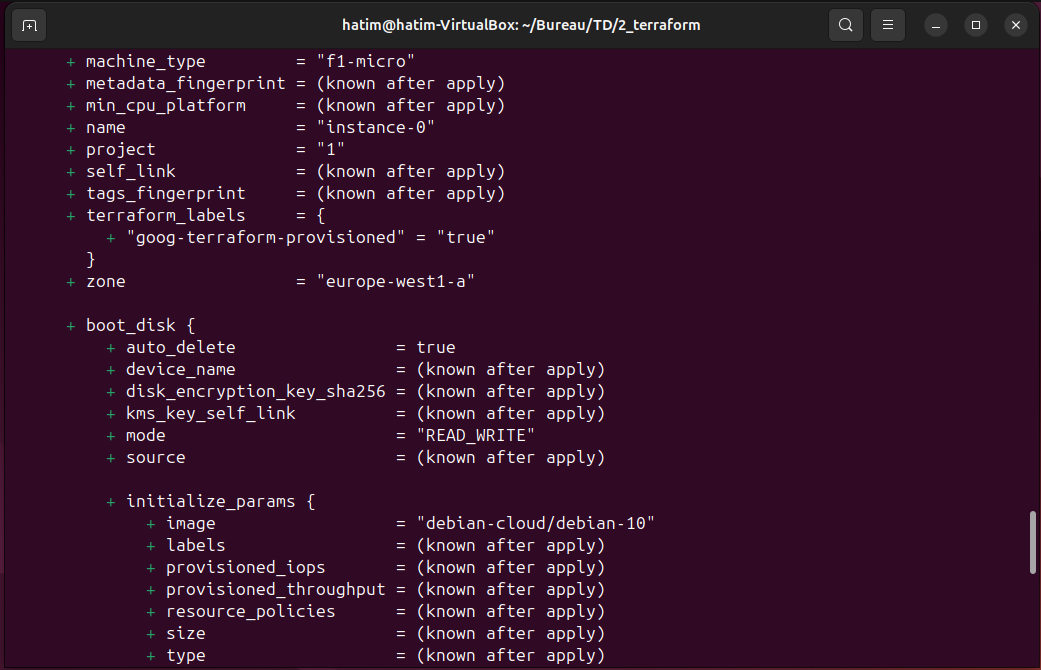 hatim@hatim-VirtualBox: ~/Bureau/TD/2_terraform
+ machine_type         = "f1-micro"
+ metadata_fingerprint = (known after apply)
+ min_cpu_platform     = (known after apply)
+ name                 = "instance-0"
+ project              = "1"
+ self_link            = (known after apply)
+ tags_fingerprint     = (known after apply)
+ terraform_labels     = {
    + "goog-terraform-provisioned" = "true"
  }
+ zone                 = "europe-west1-a"

+ boot_disk {
    + auto_delete                = true
    + device_name                = (known after apply)
    + disk_encryption_key_sha256 = (known after apply)
    + kms_key_self_link          = (known after apply)
    + mode                       = "READ_WRITE"
    + source                     = (known after apply)

    + initialize_params {
        + image                  = "debian-cloud/debian-10"
        + labels                 = (known after apply)
        + provisioned_iops       = (known after apply)
        + provisioned_throughput = (known after apply)
        + resource_policies      = (known after apply)
        + size                   = (known after apply)
        + type                   = (known after apply)